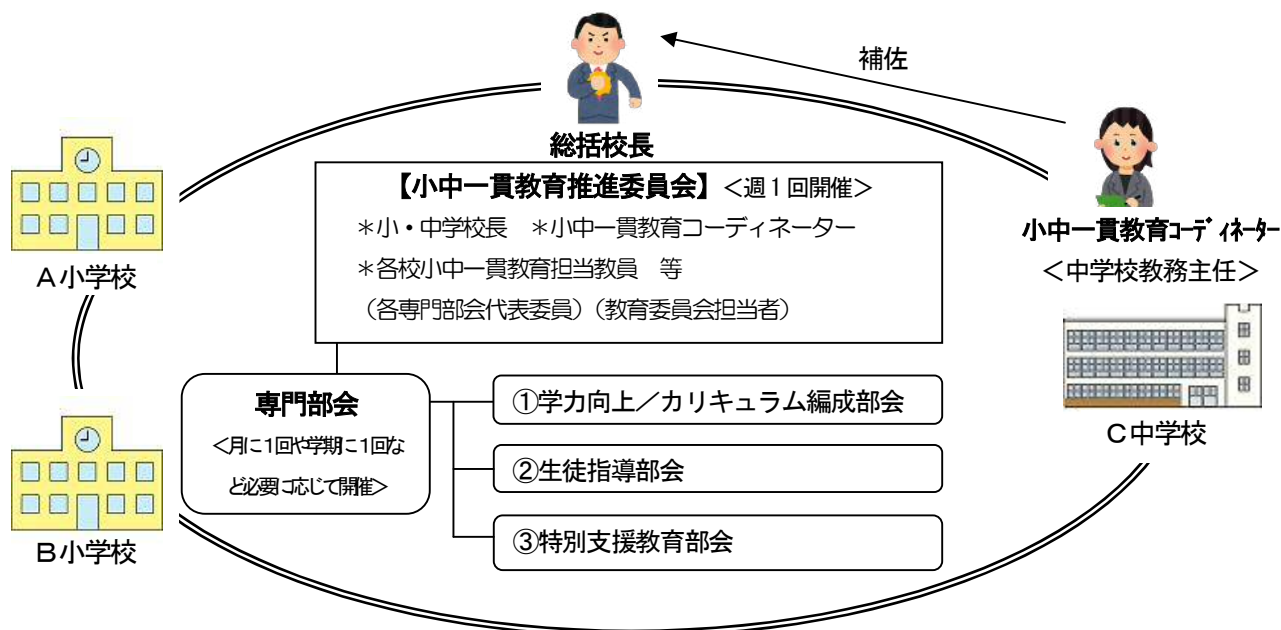 補佐
総括校長
【小中一貫教育推進委員会】＜週１回開催＞
＊小・中学校長　＊小中一貫教育コーディネーター
＊各校小中一貫教育担当教員　等
（各専門部会代表委員）（教育委員会担当者）
Ａ小学校
小中一貫教育ｺｰﾃﾞｨﾈｰﾀｰ
＜中学校教務主任＞
専門部会
＜月に１回や学期に１回な
ど必要に応じて開催＞
①学力向上／カリキュラム編成部会
②生徒指導部会
③特別支援教育部会
Ｃ中学校
Ｂ小学校